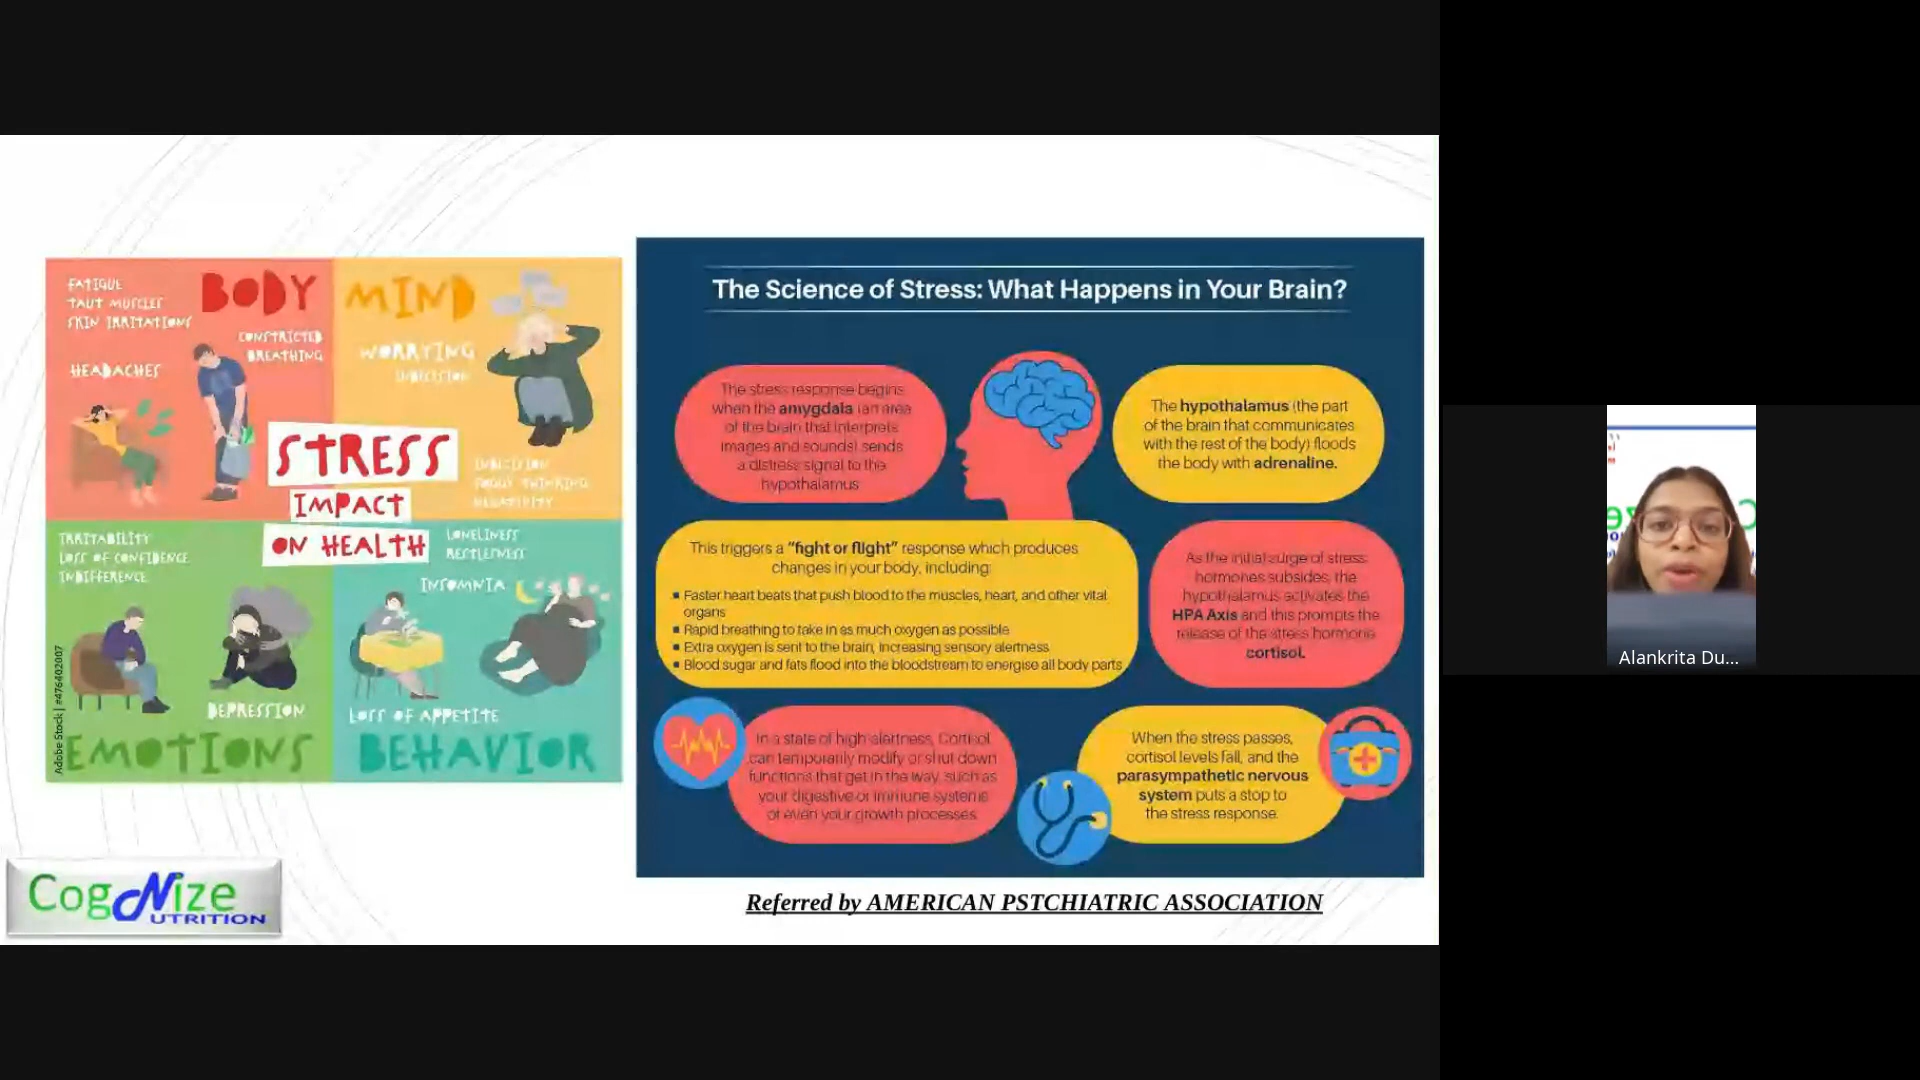 FATIGUE
TAUT MUSCLES
SKIN IRRITATIONS
BODY
CONSTRICTED
BREATHING
HEADACHES
MIND
WORRYING
INDECISION
INDECISION
FOGGY THINKING
NEGATIVITY
STRESS
IMPACT
ON HEALTH
IRRITABILITY
LOSS OF CONFIDENCE
INDIFFERENCE
DEPRESSION
EMOTIONS
LONELINESS
RESTLESNESS
INSOMNIA
LOSS OF APPETITE
BEHAVIOR
Adobe Stock | #476402007
The Science of Stress: What Happens in Your Brain?
The stress response begins
when the amygdala (an area
of the brain that interprets
images and sounds) sends
a distress signal to the
hypothalamus
The hypothalamus (the part
of the brain that communicates
with the rest of the body) floods
the body with adrenaline.
This triggers a “fight or flight” response which produces
changes in your body, including:
▪ Faster heart beats that push blood to the muscles, heart, and other vital
organs
▪ Rapid breathing to take in as much oxygen as possible
▪ Extra oxygen is sent to the brain, increasing sensory alertness
▪ Blood sugar and fats flood into the bloodstream to energise all body parts
As the initial surge of stress
hormones subsides, the
hypothalamus activates the
HPA Axis and this prompts the
release of the stress hormone
cortisol.
In a state of high alertness, Cortisol
can temporarily modify or shut down
functions that get in the way, such as
your digestive or immune systems
or even your growth processes.
When the stress passes,
cortisol levels fall, and the
parasympathetic nervous
system puts a stop to
the stress response.
CogNize
NUTRITION
Referred by AMERICAN PSTCHIATRIC ASSOCIATION
Alankrita Du...